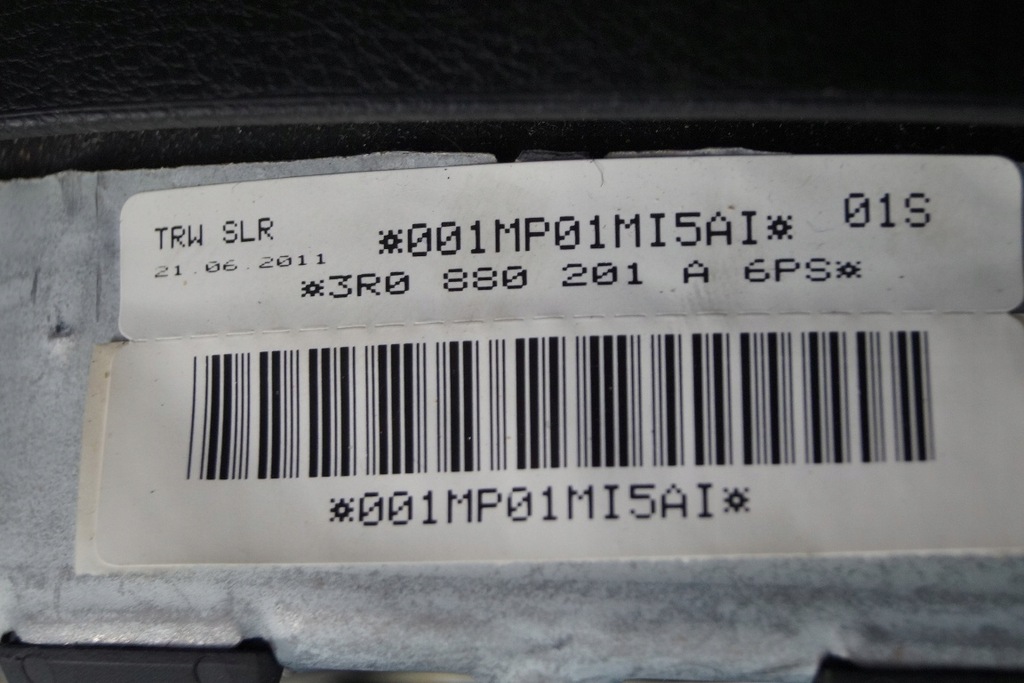 TRW SLR *001MP01MI5AI* 01S
21.06.2011
*3R0 880 201 A 6PS*
*001MP01MI5AI*